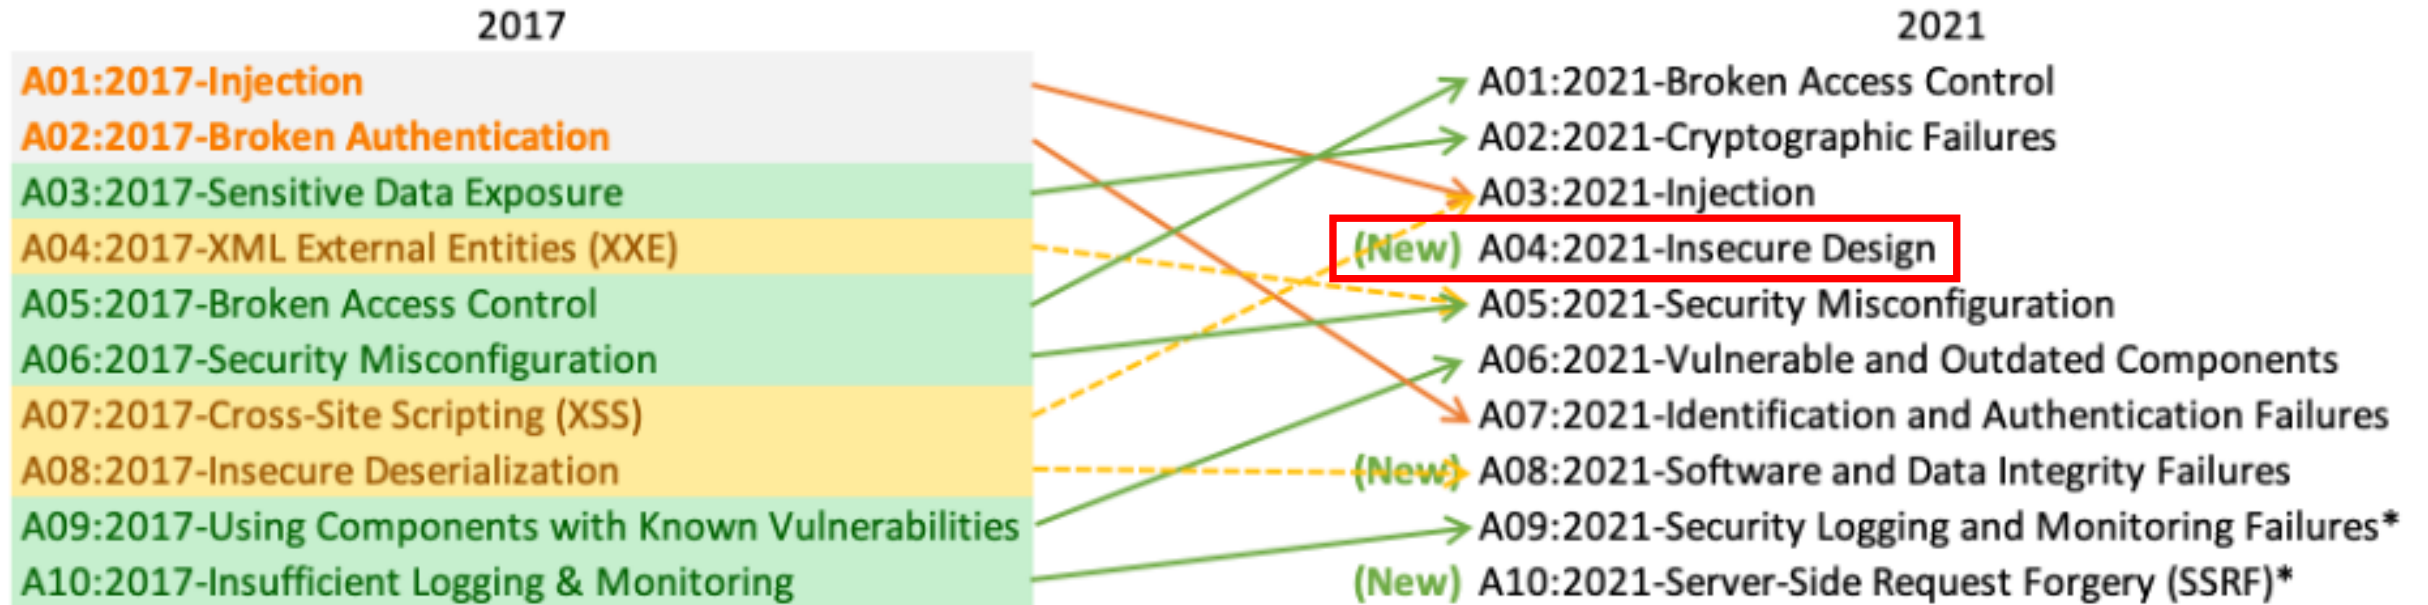 2017
A01:2017-Injection
A02:2017-Broken Authentication
A03:2017-Sensitive Data Exposure
A04:2017-XML External Entities (XXE)
A05:2017-Broken Access Control
A06:2017-Security Misconfiguration
A07:2017-Cross-Site Scripting (XSS)
A08:2017-Insecure Deserialization
A09:2017-Using Components with Known Vulnerabilities
A10:2017-Insufficient Logging & Monitoring
2021
A01:2021-Broken Access Control
A02:2021-Cryptographic Failures
A03:2021-Injection
(New) A04:2021-Insecure Design
A05:2021-Security Misconfiguration
A06:2021-Vulnerable and Outdated Components
A07:2021-Identification and Authentication Failures
(New) A08:2021-Software and Data Integrity Failures
A09:2021-Security Logging and Monitoring Failures*
(New) A10:2021-Server-Side Request Forgery (SSRF)*